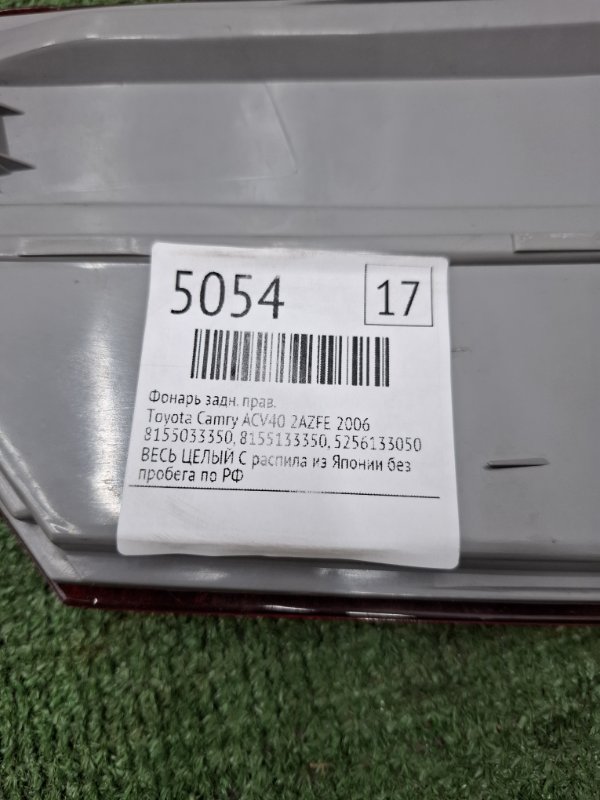 5054
17
Фонарь задн. прав.
Toyota Camry ACV40 2AZFE 2006
8155033350, 8155133350, 5256133050
ВЕСЬ ЦЕЛЫЙ С распила из Японии без
пробега по РФ